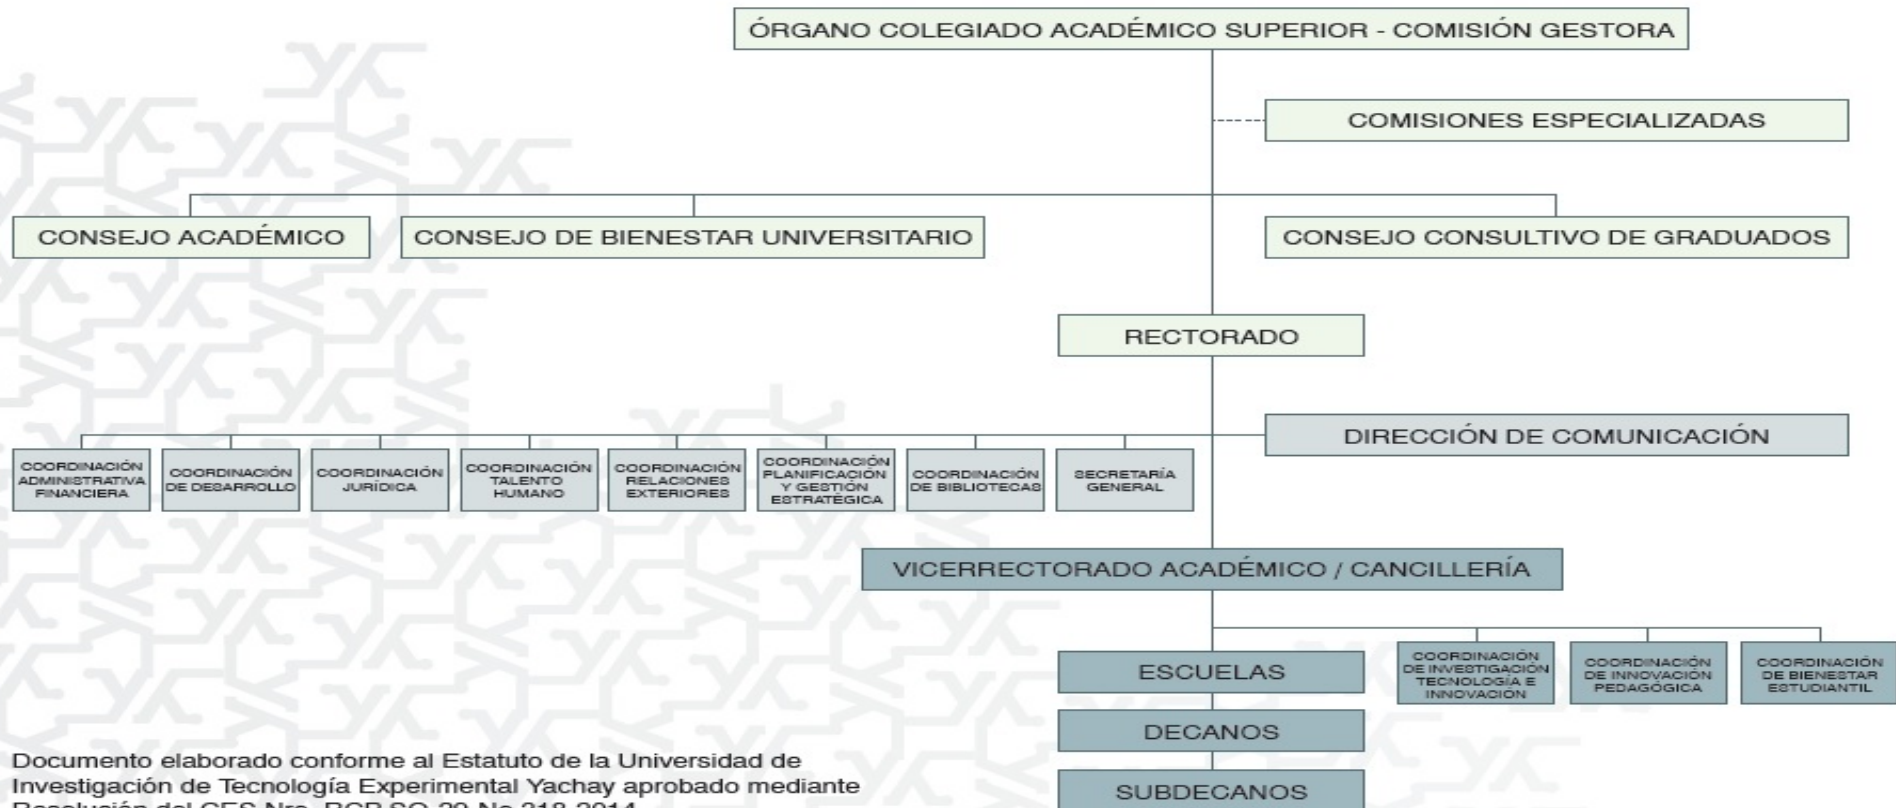 ÓRGANO COLEGIADO ACADÉMICO SUPERIOR - COMISIÓN GESTORA
COMISIONES ESPECIALIZADAS
CONSEJO ACADÉMICO
CONSEJO DE BIENESTAR UNIVERSITARIO
CONSEJO CONSULTIVO DE GRADUADOS
RECTORADO
DIRECCIÓN DE COMUNICACIÓN
COORDINACIÓN
ADMINISTRATIVA
FINANCIERA
COORDINACIÓN
DE DESARROLLO
COORDINACIÓN
JURÍDICA
COORDINACIÓN
TALENTO
HUMANO
COORDINACIÓN
RELACIONES
EXTERIORES
COORDINACIÓN
PLANIFICACIÓN
Y GESTIÓN
ESTRATÉGICA
COORDINACIÓN
DE BIBLIOTECAS
SECRETARÍA
GENERAL
VICERRECTORADO ACADÉMICO / CANCILLERÍA
ESCUELAS
COORDINACIÓN
DE INVESTIGACIÓN
TECNOLOGÍA E
INNOVACIÓN
COORDINACIÓN
DE INNOVACIÓN
PEDAGÓGICA
COORDINACIÓN
DE BIENESTAR
ESTUDIANTIL
DECANOS
SUBDECANOS
Documento elaborado conforme al Estatuto de la Universidad de
Investigación de Tecnología Experimental Yachay aprobado mediante
Resolución del CES Nro.